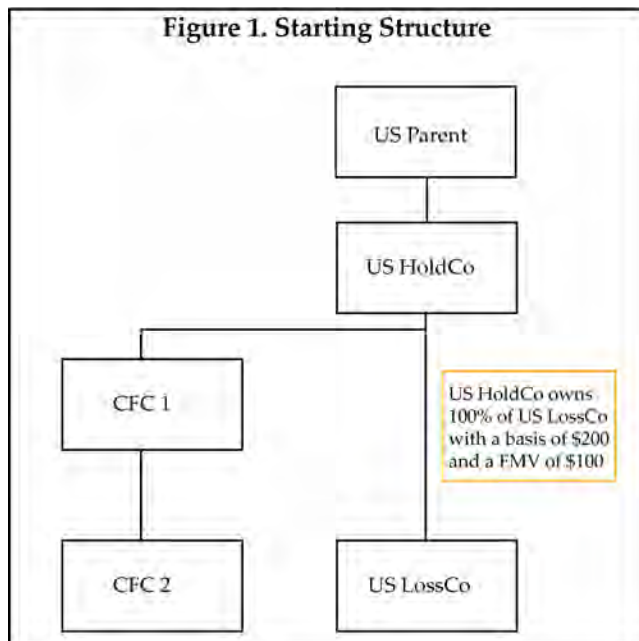 Figure 1. Starting Structure
US Parent
US HoldCo
CFC 1
US HoldCo owns
100% of US LossCo
with a basis of $200
and a FMV of $100
CFC 2
US LossCo